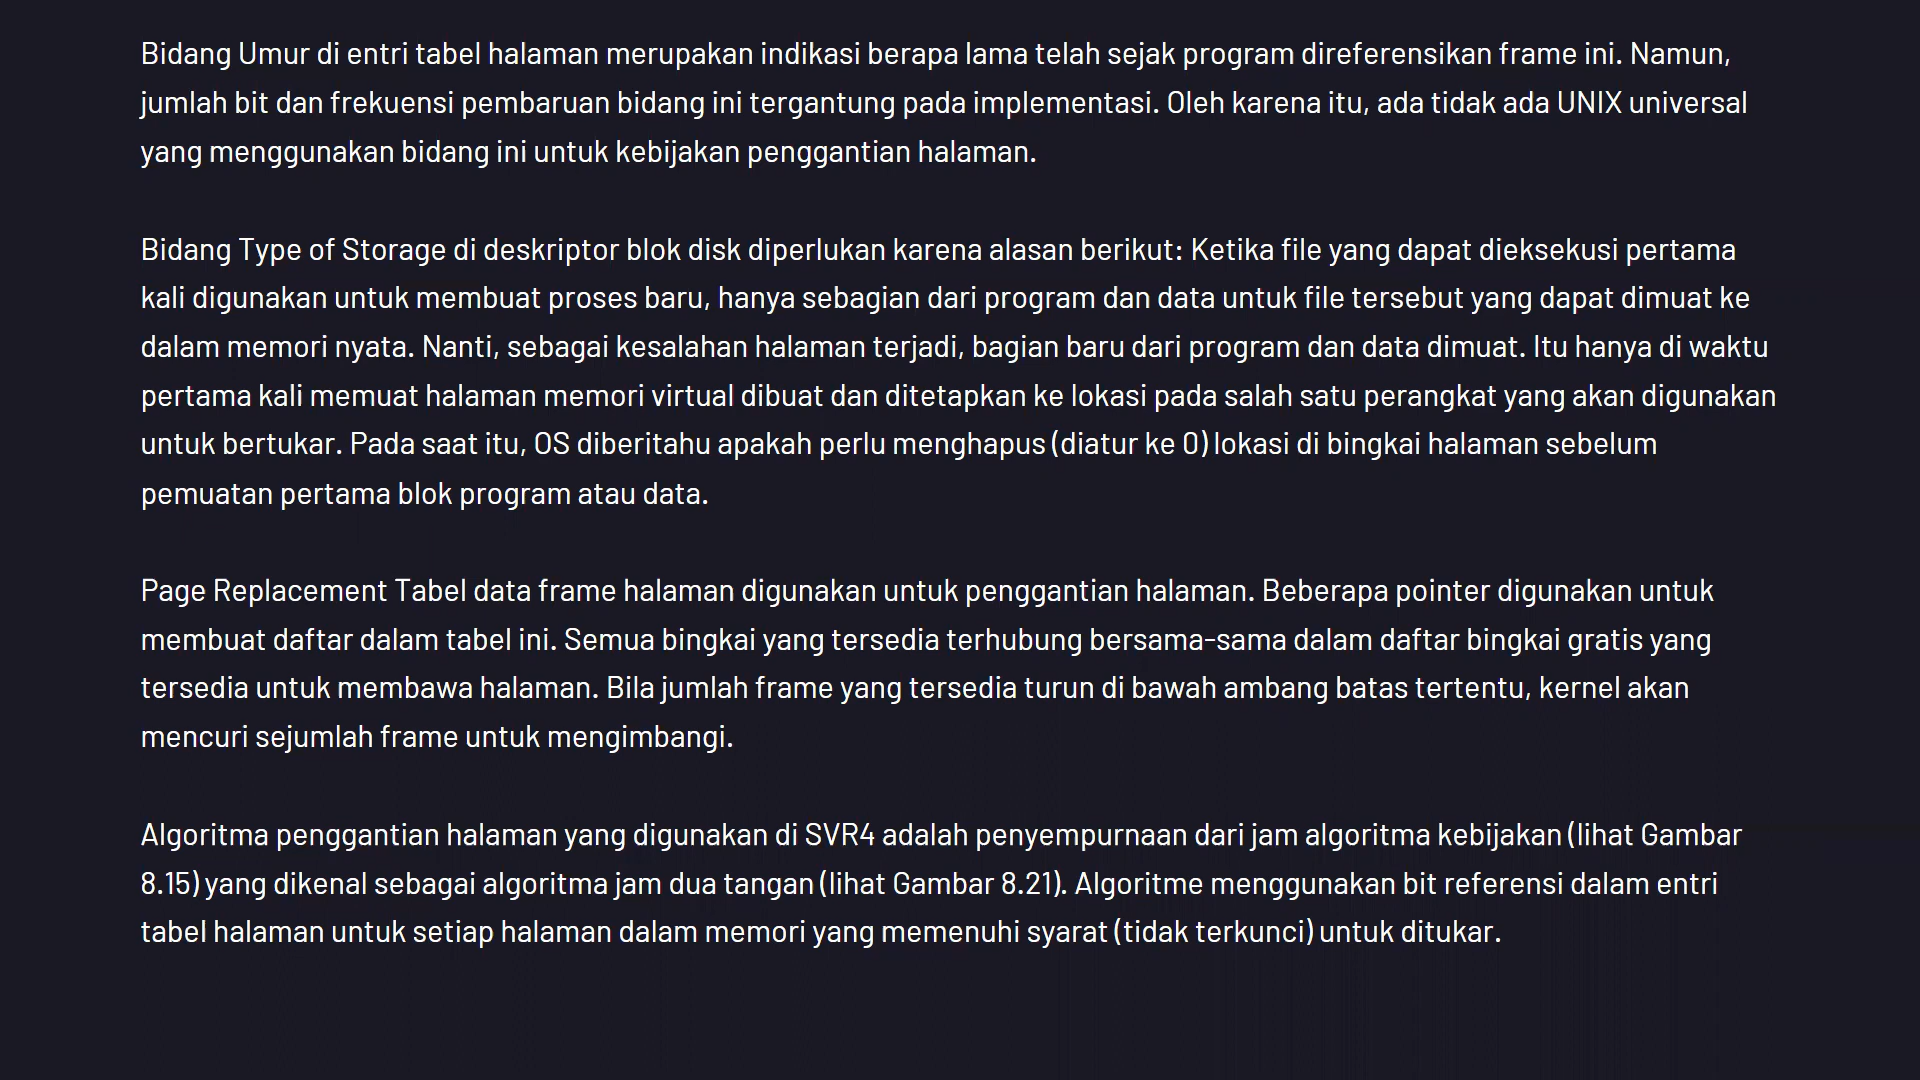 Bidang Umur di entri tabel halaman merupakan indikasi berapa lama telah sejak program direferensikan frame ini. Namun,
jumlah bit dan frekuensi pembaruan bidang ini tergantung pada implementasi. Oleh karena itu, ada tidak ada UNIX universal
yang menggunakan bidang ini untuk kebijakan penggantian halaman.
Bidang Type of Storage di deskriptor blok disk diperlukan karena alasan berikut: Ketika file yang dapat dieksekusi pertama
kali digunakan untuk membuat proses baru, hanya sebagian dari program dan data untuk file tersebut yang dapat dimuat ke
dalam memori nyata. Nanti, sebagai kesalahan halaman terjadi, bagian baru dari program dan data dimuat. Itu hanya di waktu
pertama kali memuat halaman memori virtual dibuat dan ditetapkan ke lokasi pada salah satu perangkat yang akan digunakan
untuk bertukar. Pada saat itu, OS diberitahu apakah perlu menghapus (diatur ke 0) lokasi di bingkai halaman sebelum
pemuatan pertama blok program atau data.
Page Replacement Tabel data frame halaman digunakan untuk penggantian halaman. Beberapa pointer digunakan untuk
membuat daftar dalam tabel ini. Semua bingkai yang tersedia terhubung bersama-sama dalam daftar bingkai gratis yang
tersedia untuk membawa halaman. Bila jumlah frame yang tersedia turun di bawah ambang batas tertentu, kernel akan
mencuri sejumlah frame untuk mengimbangi.
Algoritma penggantian halaman yang digunakan di SVR4 adalah penyempurnaan dari jam algoritma kebijakan (lihat Gambar
8.15) yang dikenal sebagai algoritma jam dua tangan (lihat Gambar 8.21). Algoritme menggunakan bit referensi dalam entri
tabel halaman untuk setiap halaman dalam memori yang memenuhi syarat (tidak terkunci) untuk ditukar.